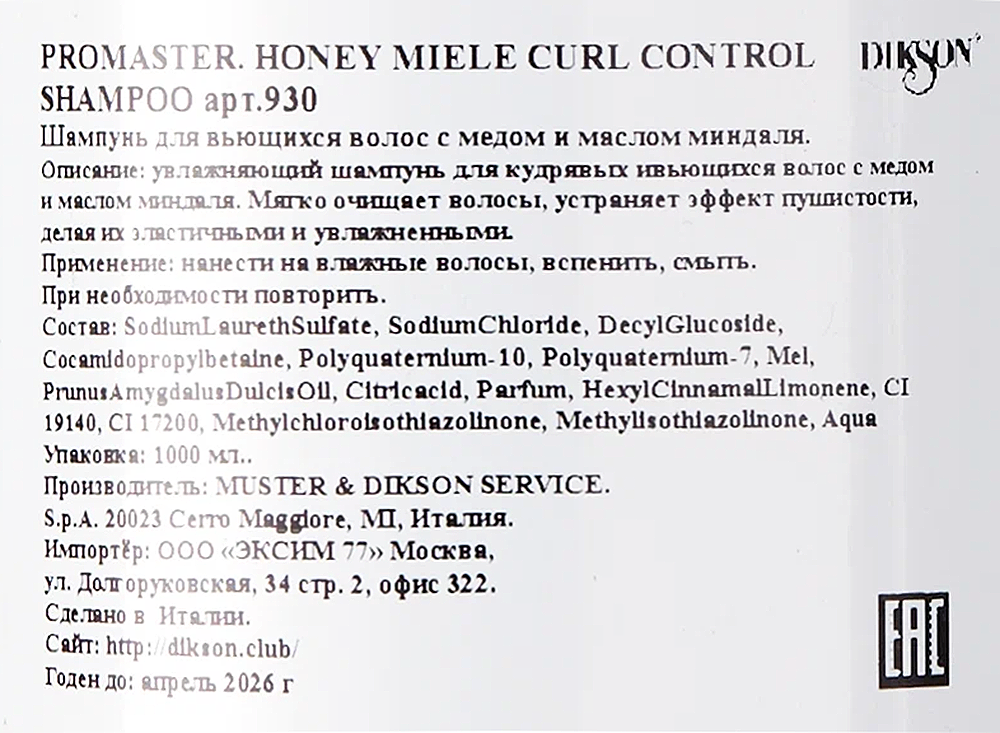 PROMASTER. HONEY MIELE CURL CONTROL
DIKSON
SHAMPOO арт.930
Шампунь для вьющихся волос с медом и маслом миндаля.
Описание: увлажняющий шампунь для кудрявых ивьющихся волос с медом
и маслом миндаля. Мягко очищает волосы, устраняет эффект пушистости,
делая их эластичными и увлажненными.
Применение: нанести на влажные волосы, вспенить, смыть.
При необходимости повторить.
Состав: SodiumLaurethSulfate, SodiumChloride, DecylGlucoside,
Cocamidopropylbetaine, Polyquaternium-10, Polyquaternium-7, Mel,
PrunusAmygdalusDulcisOil, Citricacid, Parfum, HexylCinnamalLimonene, CI
19140, CI 17200, Methylchloroisothiazolinone, Methylisothiazolinone, Aqua
Упаковка: 1000 мл..
Производитель: MUSTER & DIKSON SERVICE.
S.p.A. 20023 Cerro Maggiore, MI, Италия.
Импортёр: ООО «ЭКСИМ 77» Москва,
ул. Долгоруковская, 34 стр. 2, офис 322.
Сделано в Италии.
Сайт: http://dikson.club/
Годен до: апрель 2026 г
EAC